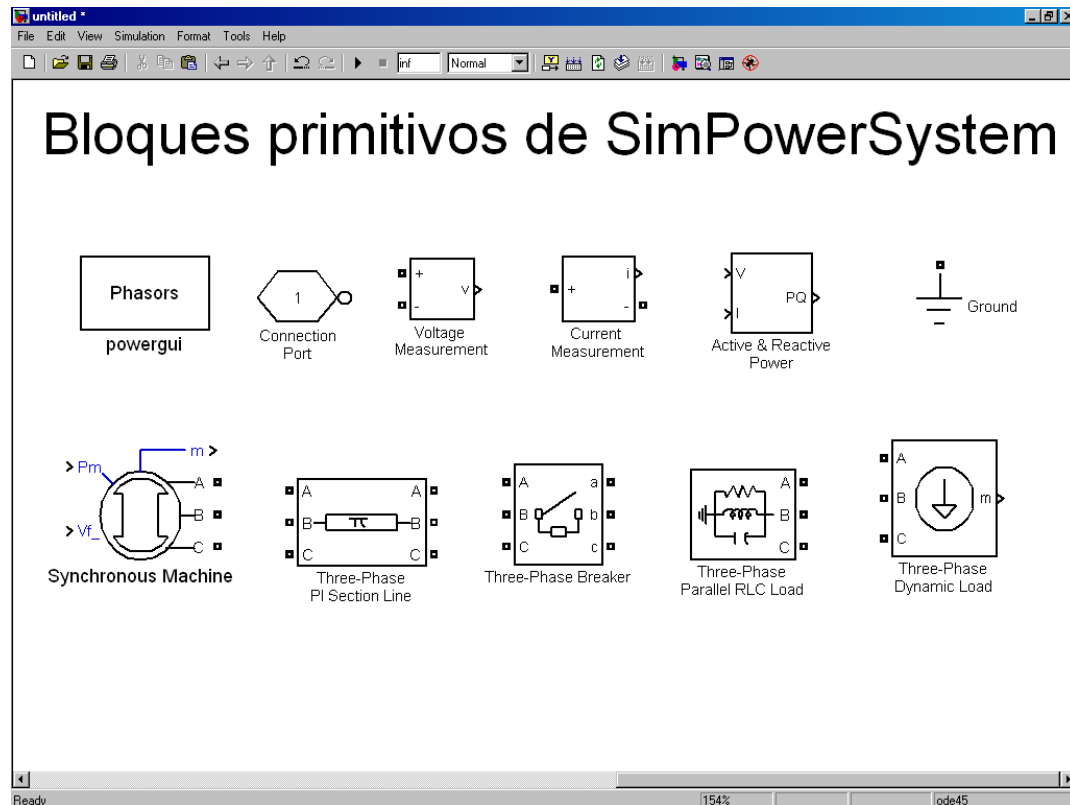 untitled *
File Edit View Simulation Format Tools Help
inf Normal
Bloques primitivos de SimPowerSystem
Phasors
powergui
1
Connection
Port
+
-
v
Voltage
Measurement
+
i
-
Current
Measurement
V
I
PQ
Active & Reactive
Power
Ground
m
Pm
Vf_
A
B
C
Synchronous Machine
A A
B B
C C
Three-Phase
PI Section Line
A a
B b
C c
Three-Phase Breaker
A
B
C
Three-Phase
Parallel RLC Load
A
B m
C
Three-Phase
Dynamic Load
Ready 154% ode45